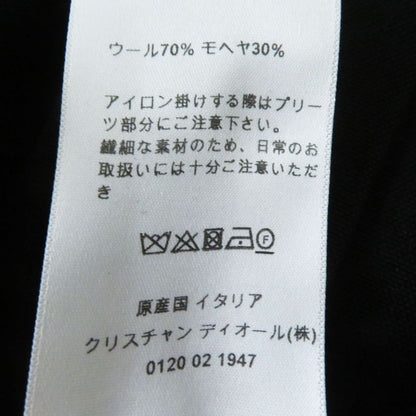 ウール70% モヘヤ30%
アイロン掛けする際はプリー
ツ部分にご注意下さい。
繊細な素材のため、日常のお
取扱いには十分ご注意いただ
き
F
原産国 イタリア
クリスチャン ディオール(株)
0120 02 1947